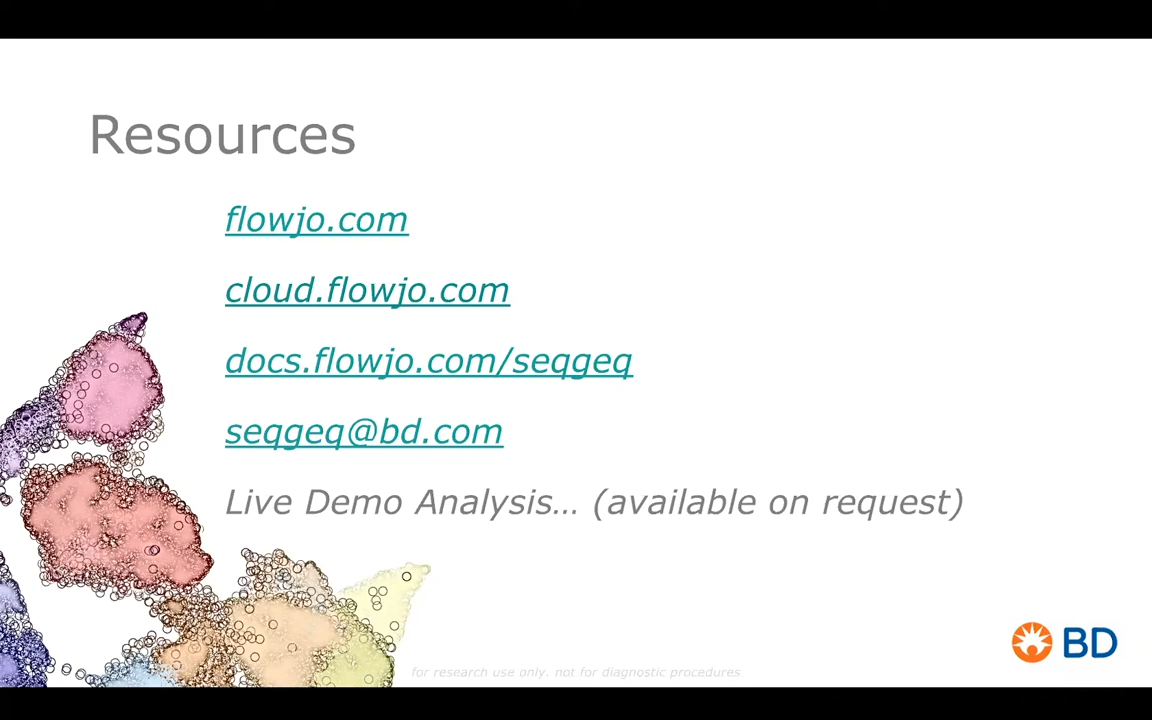 Resources
flowjo.com
cloud.flowjo.com
docs.flowjo.com/seqgeq
seqgeq@bd.com
Live Demo Analysis... (available on request)
BD
for research use only. not for diagnostic procedures